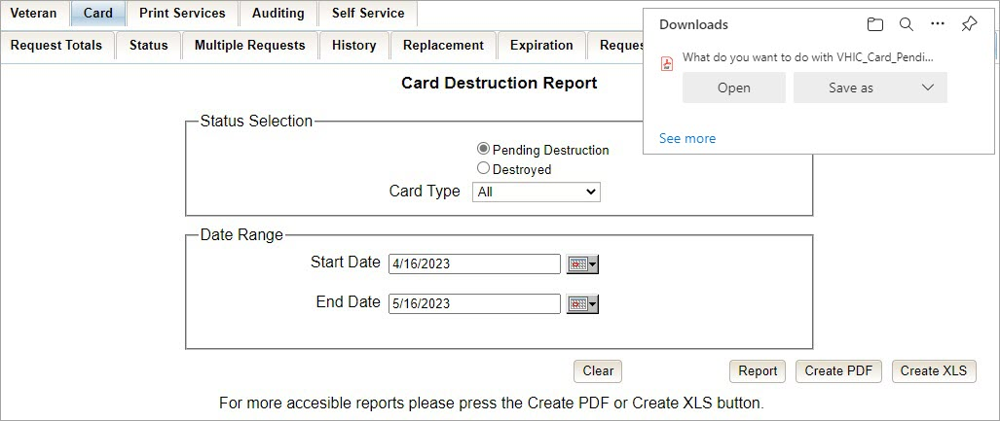 Veteran Card Print Services Auditing Self Service
Request Totals Status Multiple Requests History Replacement Expiration
Downloads
What do you want to do with VHIC_Card_Pendi...
Open Save as
See more
Card Destruction Report
Status Selection
Pending Destruction
Destroyed
Card Type All
Date Range
Start Date 4/16/2023
End Date 5/16/2023
Clear Report Create PDF Create XLS
For more accesible reports please press the Create PDF or Create XLS button.